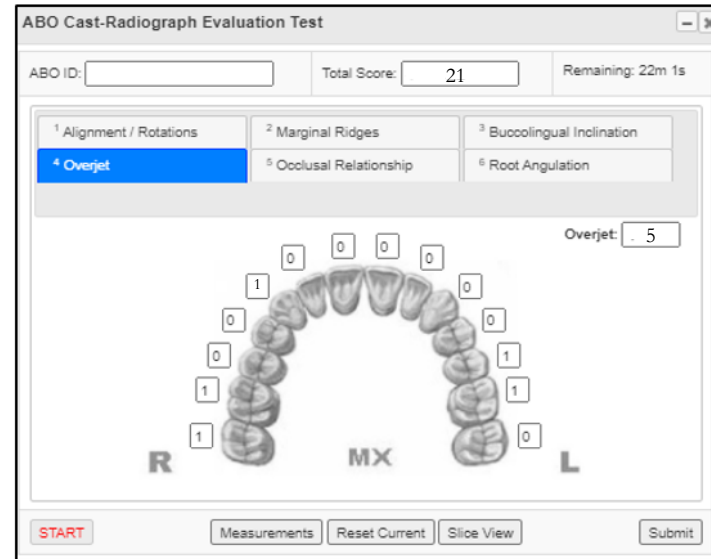 ABO Cast-Radiograph Evaluation Test
ABO ID: Total Score: 21 Remaining: 22m 1s
1 Alignment / Rotations 2 Marginal Ridges 3 Buccolingual Inclination
4 Overjet 5 Occlusal Relationship 6 Root Angulation
Overjet: 5
0 0 0 0
1 0
0 0
0 1
1 1
1 0
R MX L
START Measurements Reset Current Slice View Submit